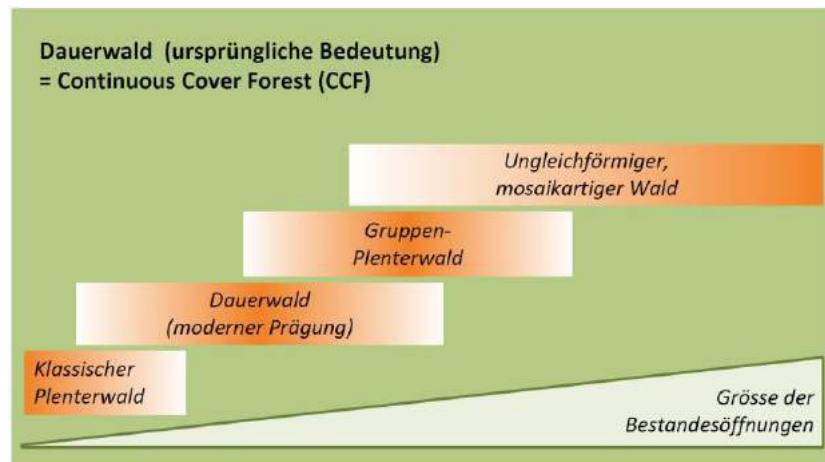 Dauerwald (ursprüngliche Bedeutung)
= Continuous Cover Forest (CCF)
Ungleichförmiger,
mosaikartiger Wald
Gruppen-
Plenterwald
Dauerwald
(moderner Prägung)
Klassischer
Plenterwald
Grösse der
Bestandesöffnungen